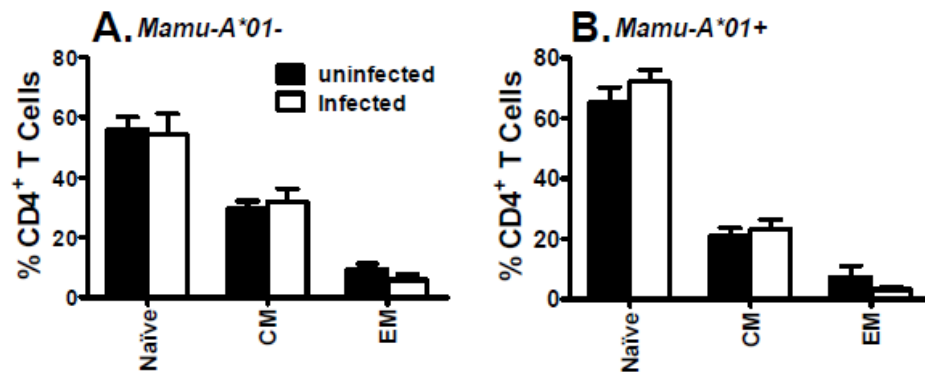 A. Mamu-A*01-
% CD4+ T Cells
80
60
40
20
0
uninfected
Infected
Naïve
CM
EM
B. Mamu-A*01+
% CD4+ T Cells
80
60
40
20
0
Naïve
CM
EM